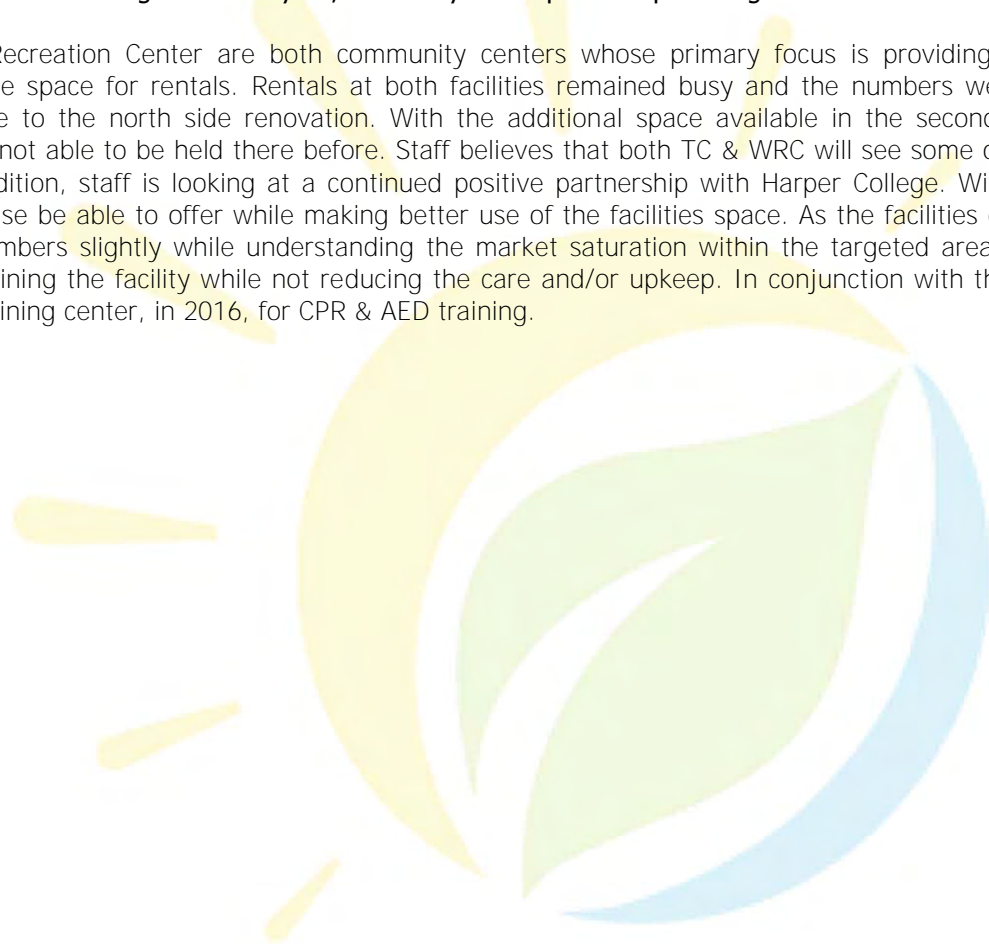 Recreation Center are both community centers whose primary focus is providing
e space for rentals. Rentals at both facilities remained busy and the numbers we
e to the north side renovation. With the additional space available in the second
not able to be held there before. Staff believes that both TC & WRC will see some
dition, staff is looking at a continued positive partnership with Harper College. Wi
se be able to offer while making better use of the facilities space. As the facilities
mbers slightly while understanding the market saturation within the targeted area
ining the facility while not reducing the care and/or upkeep. In conjunction with th
ining center, in 2016, for CPR & AED training.